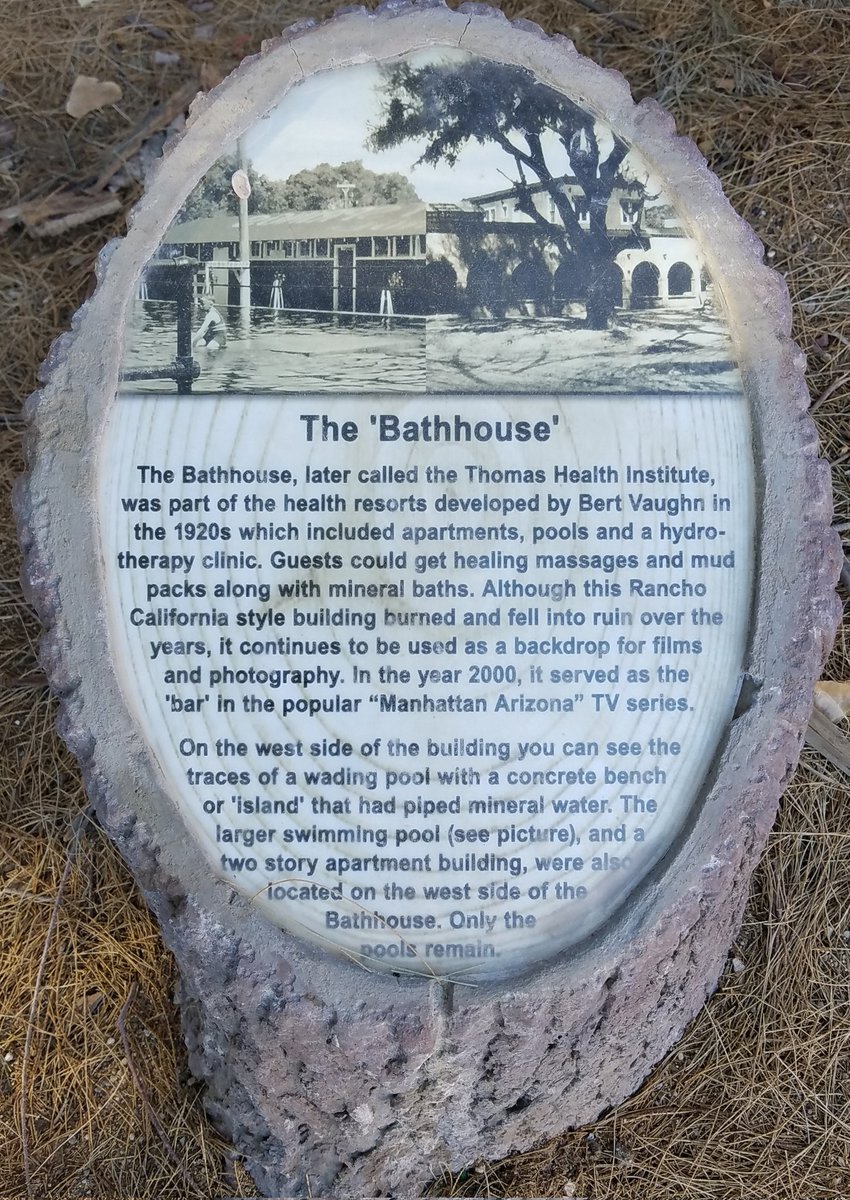 The 'Bathhouse'
The Bathhouse, later called the Thomas Health Institute,
was part of the health resorts developed by Bert Vaughn in
the 1920s which included apartments, pools and a hydro-
therapy clinic. Guests could get healing massages and mud
packs along with mineral baths. Although this Rancho
California style building burned and fell into ruin over the
years, it continues to be used as a backdrop for films
and photography. In the year 2000, it served as the
'bar' in the popular “Manhattan Arizona” TV series.
On the west side of the building you can see the
traces of a wading pool with a concrete bench
or 'island' that had piped mineral water. The
larger swimming pool (see picture), and a
two story apartment building, were also
located on the west side of the
Bathhouse. Only the
pools remain.